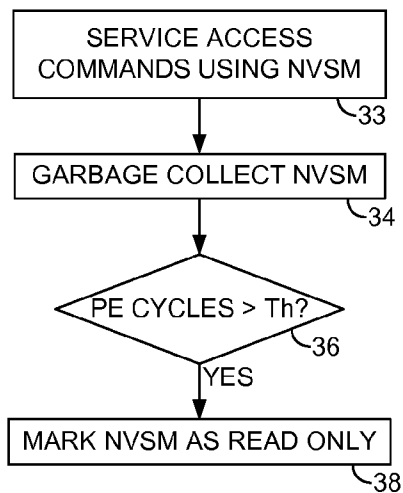 SERVICE ACCESS
COMMANDS USING NVSM
33
GARBAGE COLLECT NVSM
34
PE CYCLES > Th?
36
YES
MARK NVSM AS READ ONLY
38